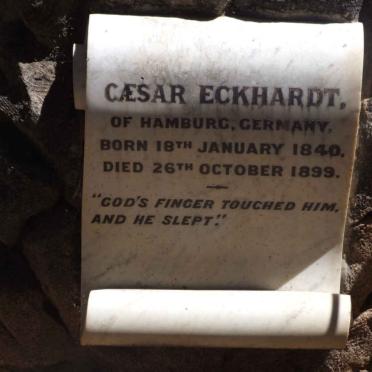 CÆSAR ECKHARDT,
OF HAMBURG, GERMANY,
BORN 18TH JANUARY 1840.
DIED 26TH OCTOBER 1899.
"GOD'S FINGER TOUCHED HIM,
AND HE SLEPT."